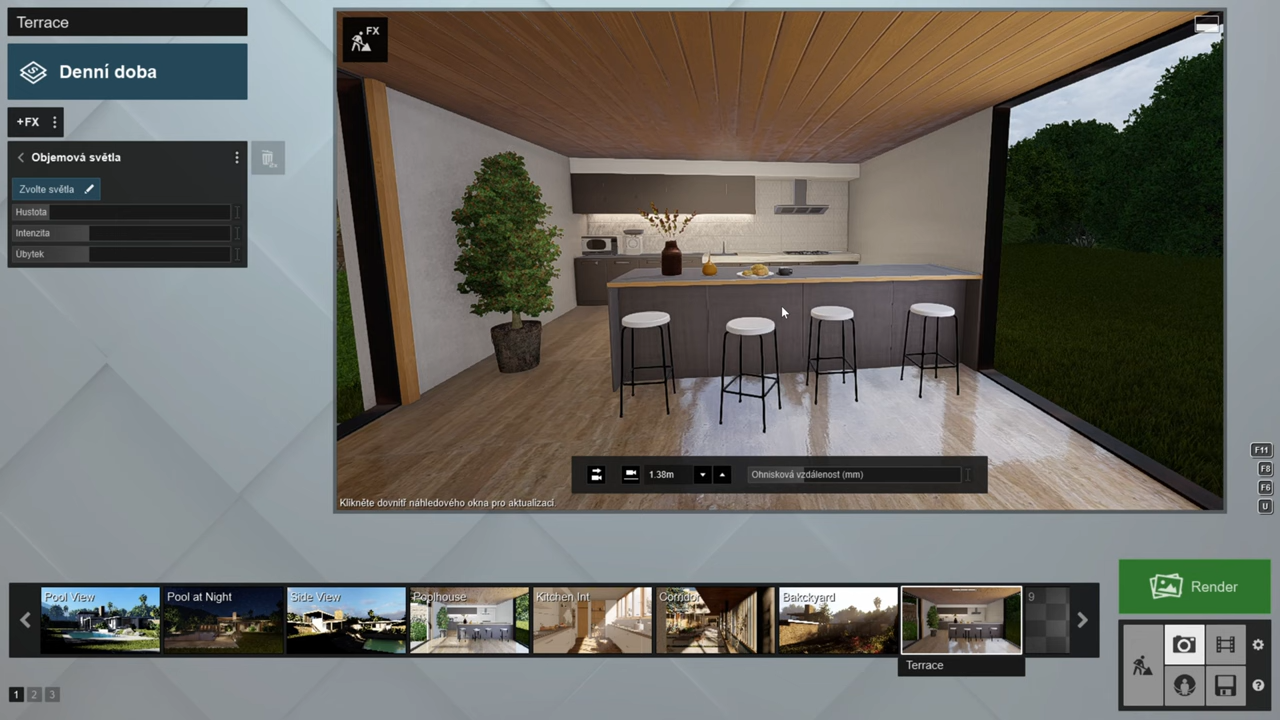 Terrace
Denní doba
+FX
Objemová světla
Zvolte světla
Hustota
Intenzita
Úbytek
FX
1.38m
Ohnisková vzdálenost (mm)
Klikněte dovnitř náhledového okna pro aktualizaci.
F11
F8
F6
U
Pool View
Pool at Night
Side View
Poolhouse
Kitchen Int
Corridor
Bakckyard
9
Terrace
Render
1
2
3
?